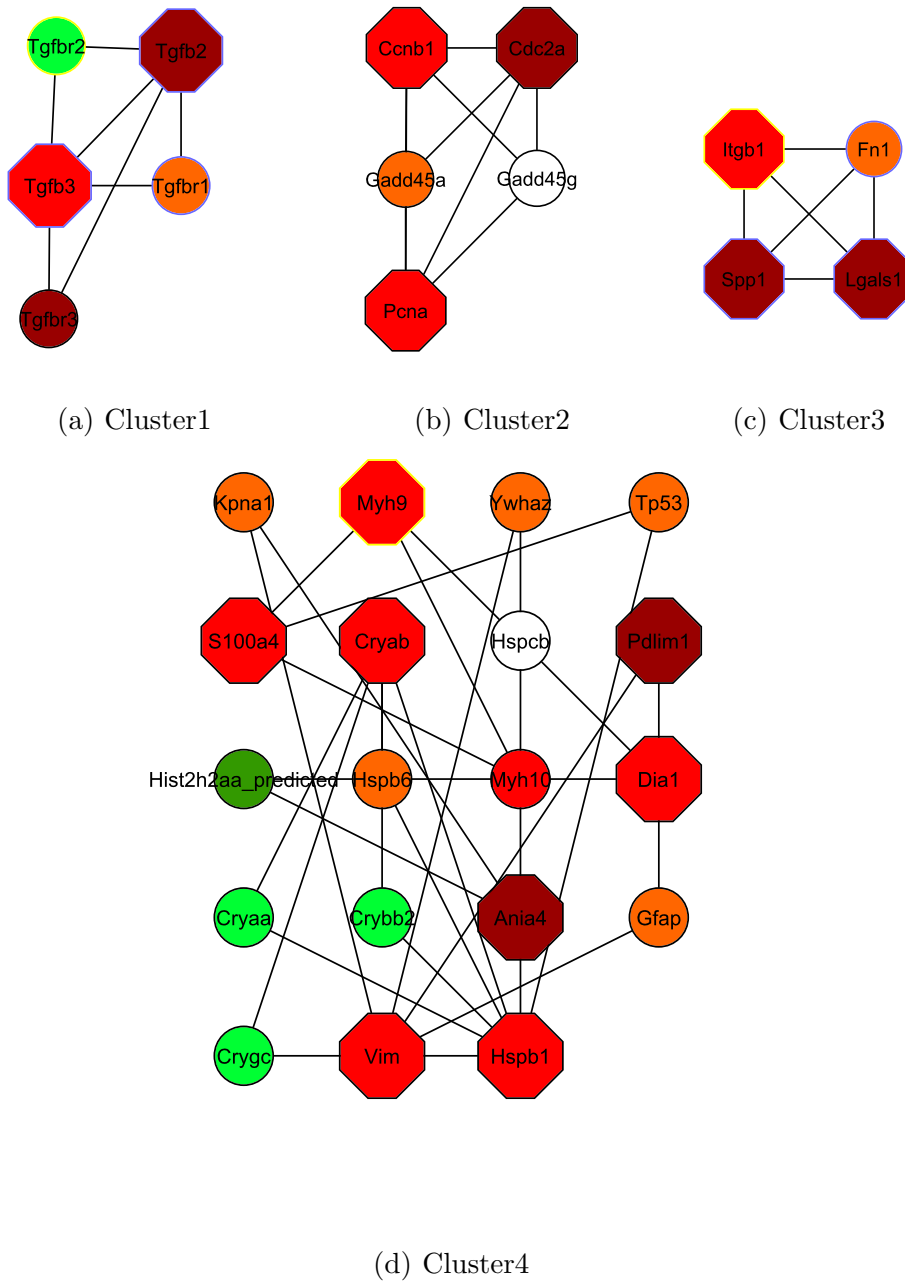 Tgfbr2 Tgfb2
Tgfb3 Tgfbr1
Tgfbr3
Ccnb1 Cdc2a
Gadd45a Gadd45g
Pcna
Itgb1 Fn1
Spp1 Lgals1
(a) Cluster1
(b) Cluster2
(c) Cluster3
Kpna1 Myh9 Ywhaz Tp53
S100a4 Cryab Hspcb Pdlim1
Hist2h2aa_predicted Hspb6 Myh10 Dia1
Cryaa Crybb2 Ania4 Gfap
Crygc Vim Hspb1
(d) Cluster4